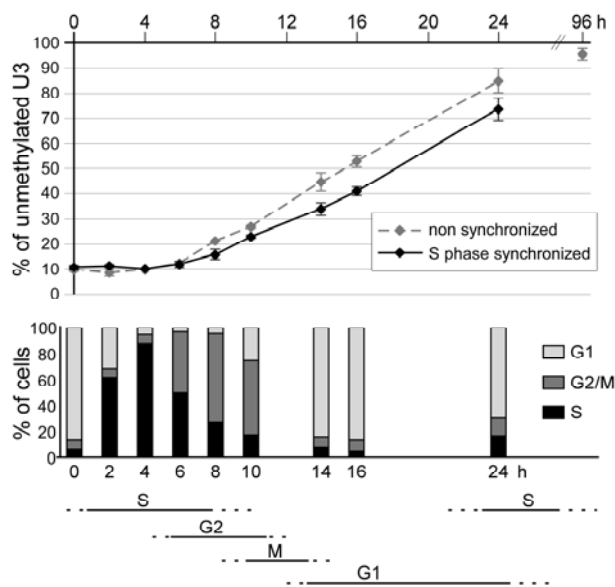 0 4 8 12 16 20 24 96 h
100
90
80
70
60
50
40
30
20
10
0
% of unmethylated U3
non synchronized
S phase synchronized
100
80
60
40
20
0
% of cells
G1
G2/M
S
0 2 4 6 8 10 14 16 24 h
S S
G2
M
G1